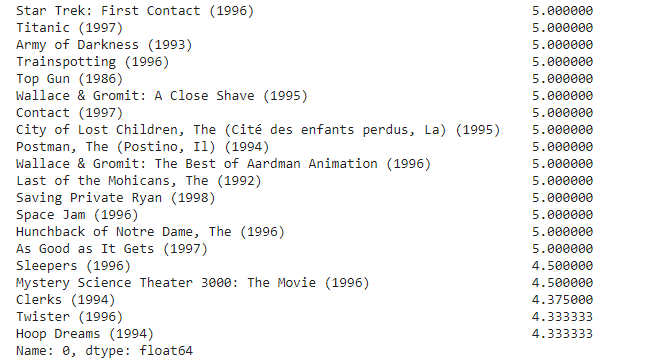 Star Trek: First Contact (1996) 5.000000
Titanic (1997) 5.000000
Army of Darkness (1993) 5.000000
Trainspotting (1996) 5.000000
Top Gun (1986) 5.000000
Wallace & Gromit: A Close Shave (1995) 5.000000
Contact (1997) 5.000000
City of Lost Children, The (Cité des enfants perdus, La) (1995) 5.000000
Postman, The (Postino, Il) (1994) 5.000000
Wallace & Gromit: The Best of Aardman Animation (1996) 5.000000
Last of the Mohicans, The (1992) 5.000000
Saving Private Ryan (1998) 5.000000
Space Jam (1996) 5.000000
Hunchback of Notre Dame, The (1996) 5.000000
As Good as It Gets (1997) 5.000000
Sleepers (1996) 4.500000
Mystery Science Theater 3000: The Movie (1996) 4.500000
Clerks (1994) 4.375000
Twister (1996) 4.333333
Hoop Dreams (1994) 4.333333
Name: 0, dtype: float64